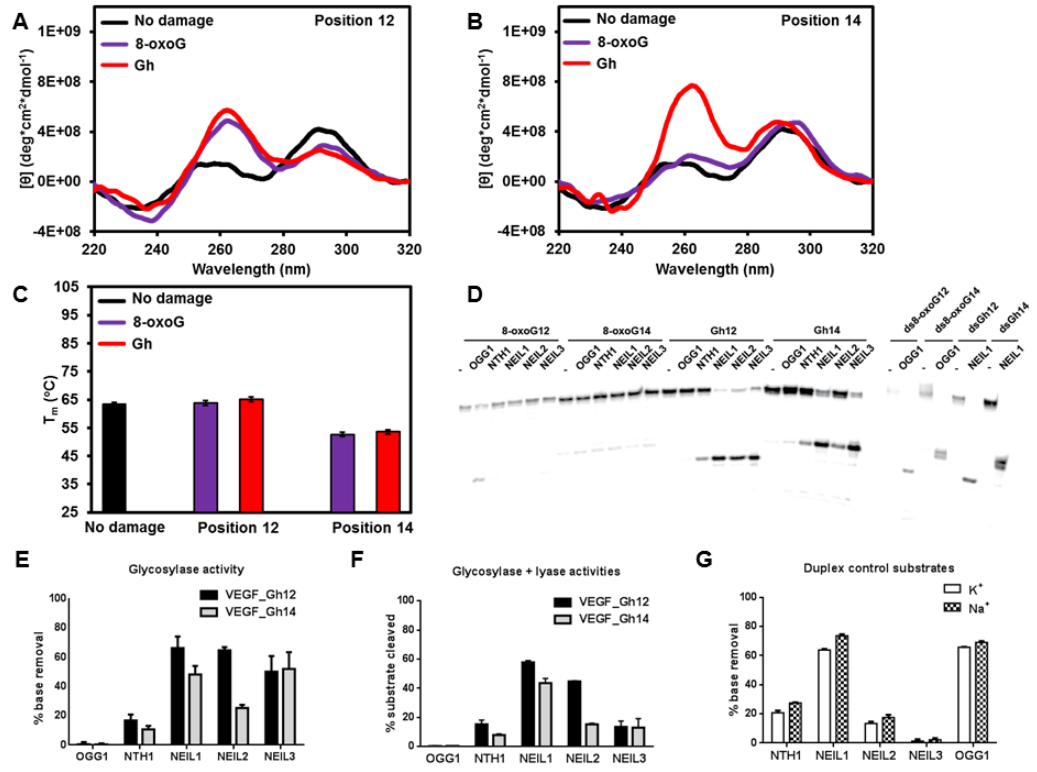 A
No damage
8-oxoG
Gh
Position 12
1E+09
8E+08
4E+08
0E+00
-4E+08
[θ] (deg*cm²*dmol⁻¹)
220 240 260 280 300 320
Wavelength (nm)
B
No damage
8-oxoG
Gh
Position 14
1E+09
8E+08
4E+08
0E+00
-4E+08
[θ] (deg*cm²*dmol⁻¹)
220 240 260 280 300 320
Wavelength (nm)
C
No damage
8-oxoG
Gh
105
95
85
75
65
55
45
35
25
Tm (°C)
No damage Position 12 Position 14
D
8-oxoG12 8-oxoG14 Gh12 Gh14 ds8-oxoG12 ds8-oxoG14 dsGh12 dsGh14
- OGG1 NTH1 NEIL1 NEIL2 NEIL3 - OGG1 NTH1 NEIL1 NEIL2 NEIL3 - OGG1 NTH1 NEIL1 NEIL2 NEIL3 - OGG1 NTH1 NEIL1 NEIL2 NEIL3 - OGG1 - OGG1 - NEIL1 - NEIL1
E
Glycosylase activity
VEGF_Gh12
VEGF_Gh14
100
80
60
40
20
0
% base removal
OGG1 NTH1 NEIL1 NEIL2 NEIL3
F
Glycosylase + lyase activities
VEGF_Gh12
VEGF_Gh14
100
80
60
40
20
0
% substrate cleaved
OGG1 NTH1 NEIL1 NEIL2 NEIL3
G
Duplex control substrates
K⁺
Na⁺
100
80
60
40
20
0
% base removal
NTH1 NEIL1 NEIL2 NEIL3 OGG1